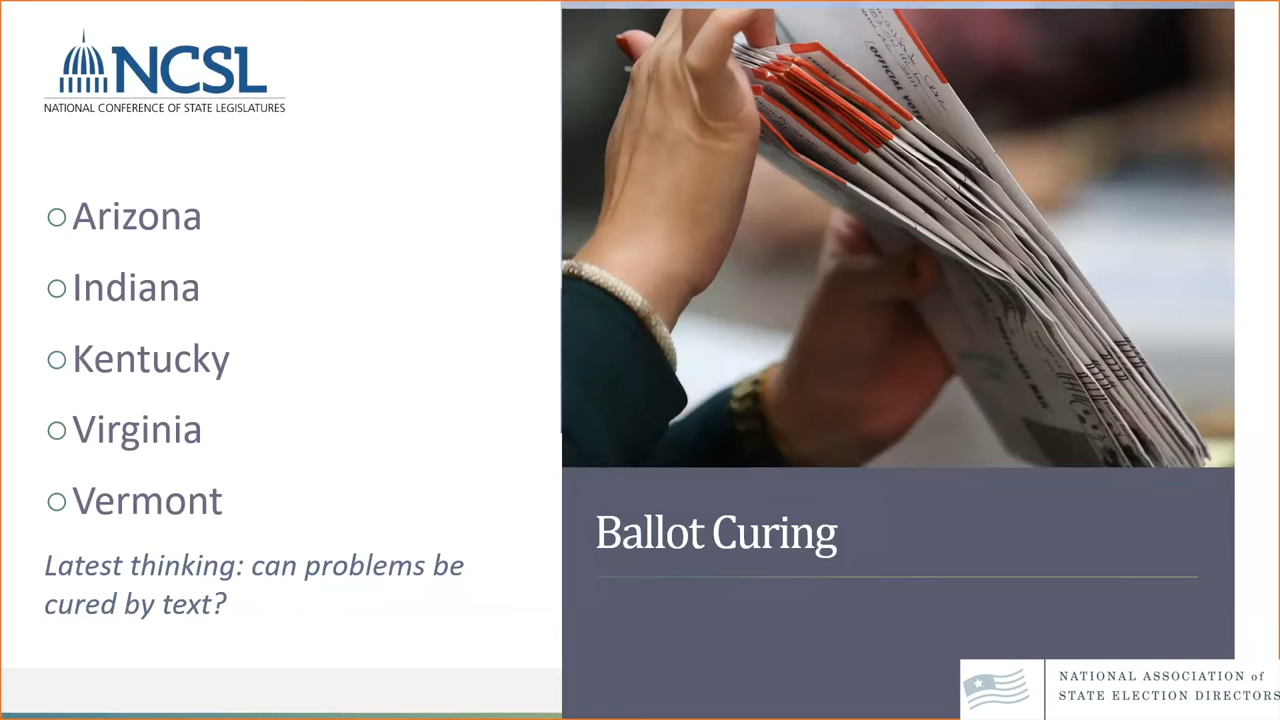 NCSL
NATIONAL CONFERENCE OF STATE LEGISLATURES
Arizona
Indiana
Kentucky
Virginia
Vermont
Latest thinking: can problems be
cured by text?
OFFICIAL
Ballot Curing
NATIONAL ASSOCIATION of
STATE ELECTION DIRECTORS